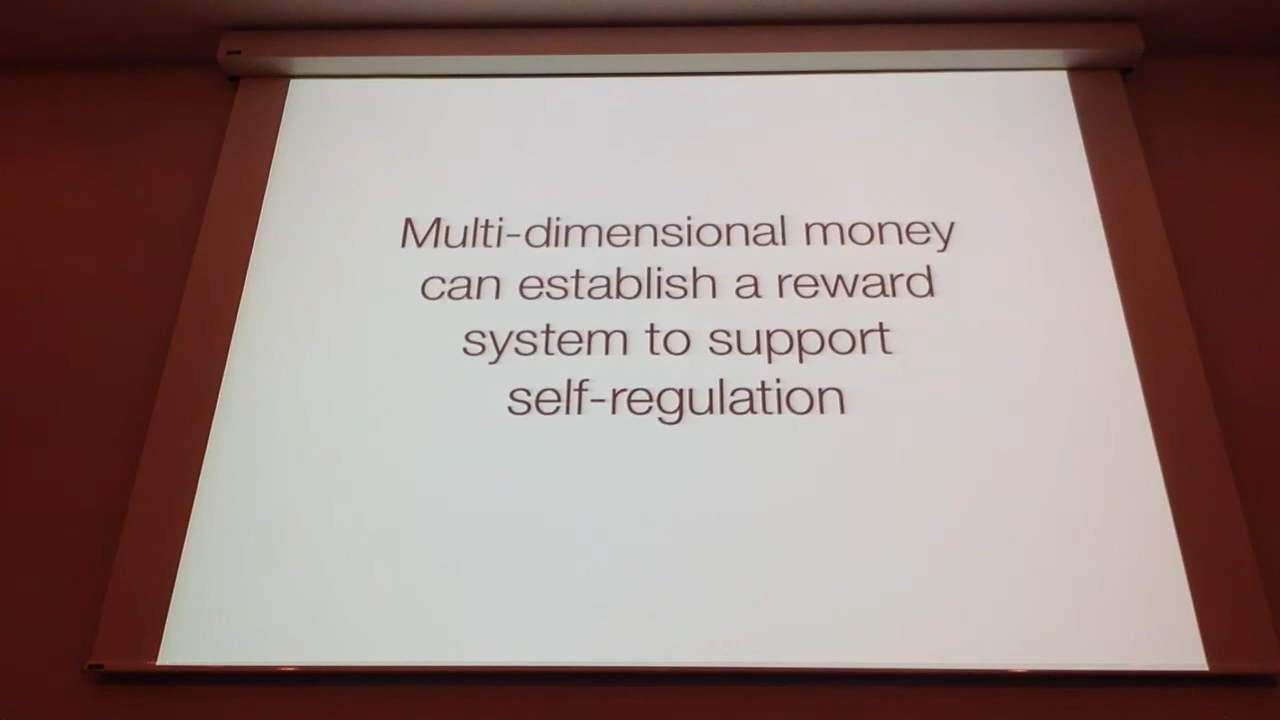 Multi-dimensional money
can establish a reward
system to support
self-regulation